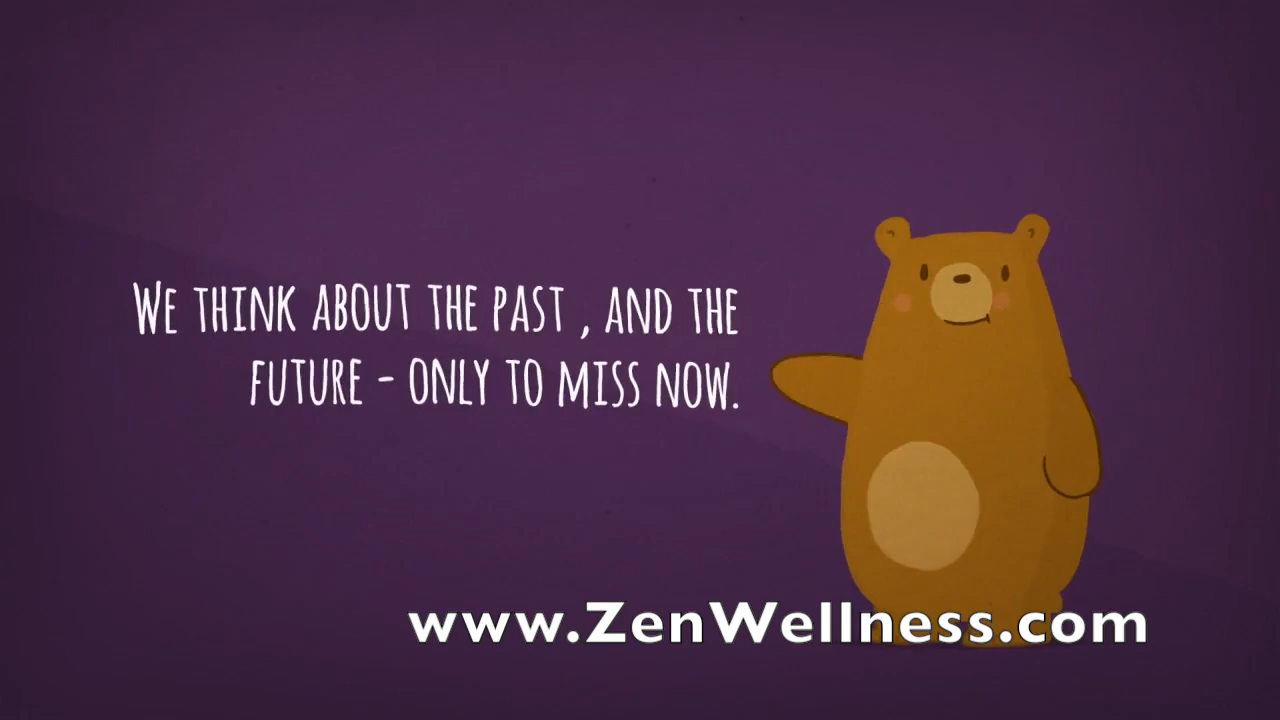 We think about the past , and the
future - only to miss now.
www.ZenWellness.com